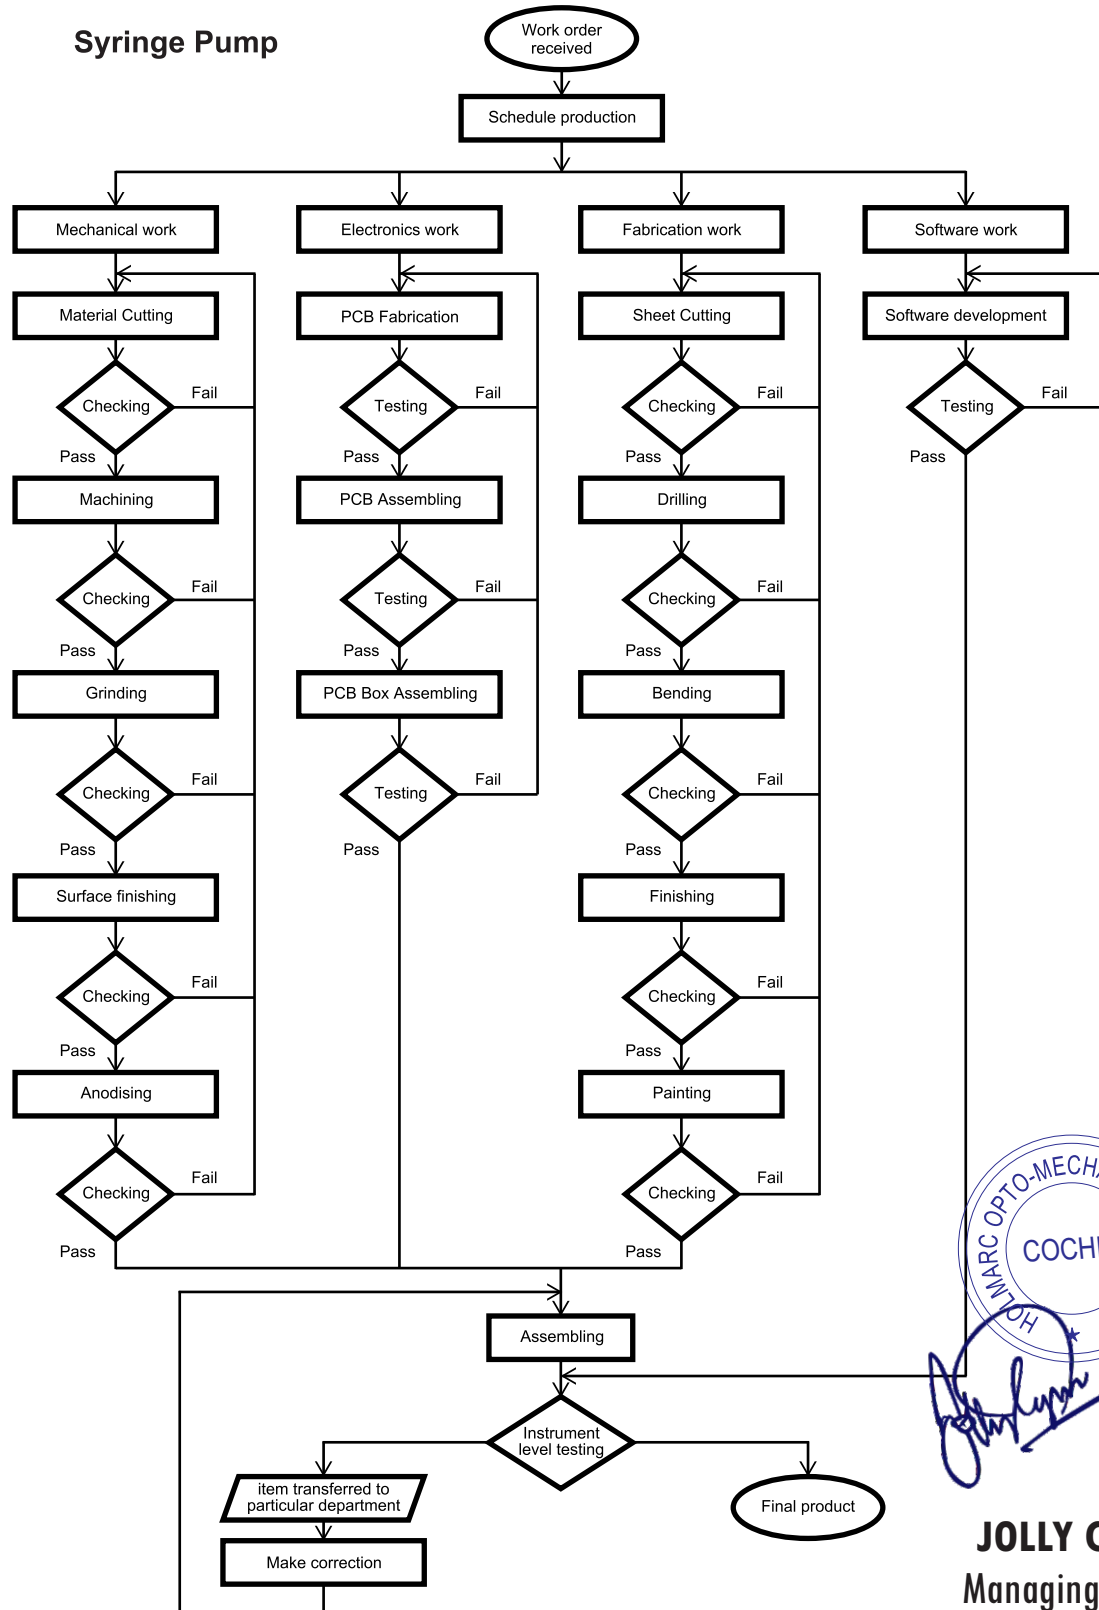 Syringe Pump
Work order
received
Schedule production
Mechanical work
Electronics work
Fabrication work
Software work
Material Cutting
PCB Fabrication
Sheet Cutting
Software development
Checking
Fail
Testing
Fail
Checking
Fail
Testing
Fail
Pass
Pass
Pass
Pass
Machining
PCB Assembling
Drilling
Checking
Fail
Testing
Fail
Checking
Fail
Pass
Pass
Pass
Grinding
PCB Box Assembling
Bending
Checking
Fail
Testing
Fail
Checking
Fail
Pass
Pass
Pass
Surface finishing
Finishing
Checking
Fail
Checking
Fail
Pass
Pass
Anodising
Painting
Checking
Fail
Checking
Fail
Pass
Pass
HOLMARC OPTO-MECHA
COCHI
Assembling
Instrument
level testing
item transferred to
particular department
Final product
Make correction
JOLLY C
Managing